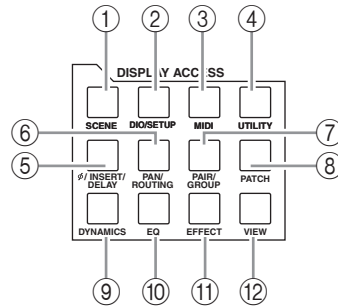 ① ② ③ ④
DISPLAY ACCESS
SCENE DIO/SETUP MIDI UTILITY
⑥ ⑦
⑤ ⑧
ø/ INSERT/ DELAY
PAN/ ROUTING
PAIR/ GROUP
PATCH
DYNAMICS EQ EFFECT VIEW
⑨ ⑩ ⑪ ⑫